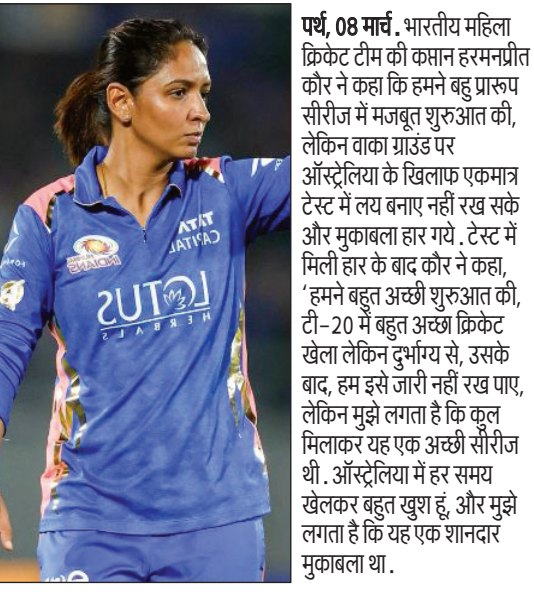 TATA
CAPITAL
INDIANS
LOTUS
HERBALS
पर्थ, 08 मार्च. भारतीय महिला
क्रिकेट टीम की कप्तान हरमनप्रीत
कौर ने कहा कि हमने बहु प्रारूप
सीरीज में मजबूत शुरुआत की,
लेकिन वाका ग्राउंड पर
ऑस्ट्रेलिया के खिलाफ एकमात्र
टेस्ट में लय बनाए नहीं रख सके
और मुकाबला हार गये. टेस्ट में
मिली हार के बाद कौर ने कहा,
'हमने बहुत अच्छी शुरुआत की,
टी-20 में बहुत अच्छा क्रिकेट
खेला लेकिन दुर्भाग्य से, उसके
बाद, हम इसे जारी नहीं रख पाए,
लेकिन मुझे लगता है कि कुल
मिलाकर यह एक अच्छी सीरीज
थी. ऑस्ट्रेलिया में हर समय
खेलकर बहुत खुश हूं, और मुझे
लगता है कि यह एक शानदार
मुकाबला था.